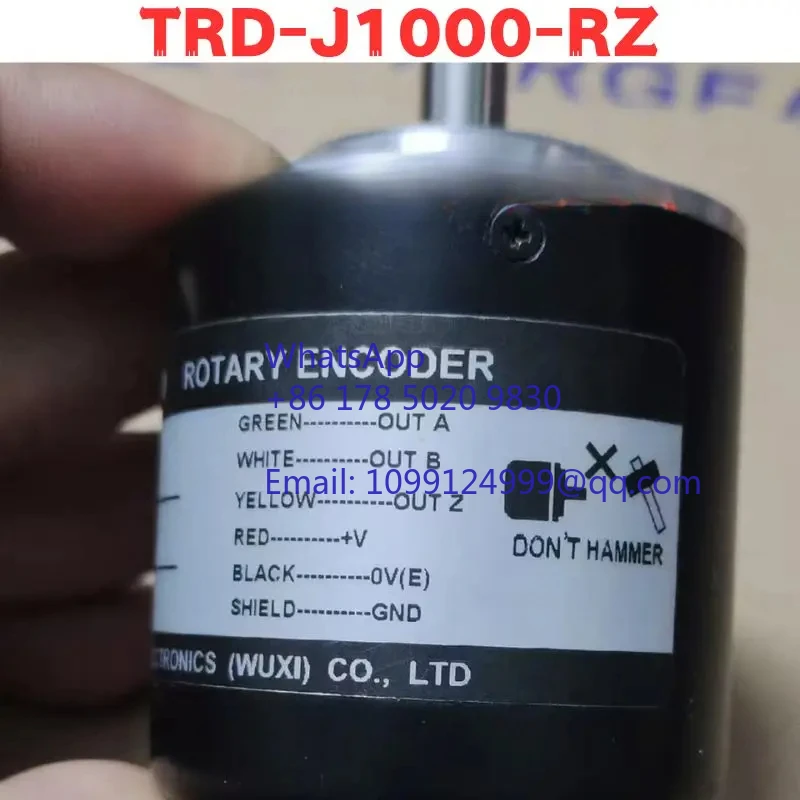 TRD-J1000-RZ
ROTARY ENCODER
WhatsApp
+86 178 5020 9830
GREEN----------OUT A
WHITE----------OUT B
Email: 1099124999@qq.com
YELLOW----------OUT Z
RED----------+V
DON'T HAMMER
BLACK----------0V(E)
SHIELD----------GND
(WUXI) CO., LTD